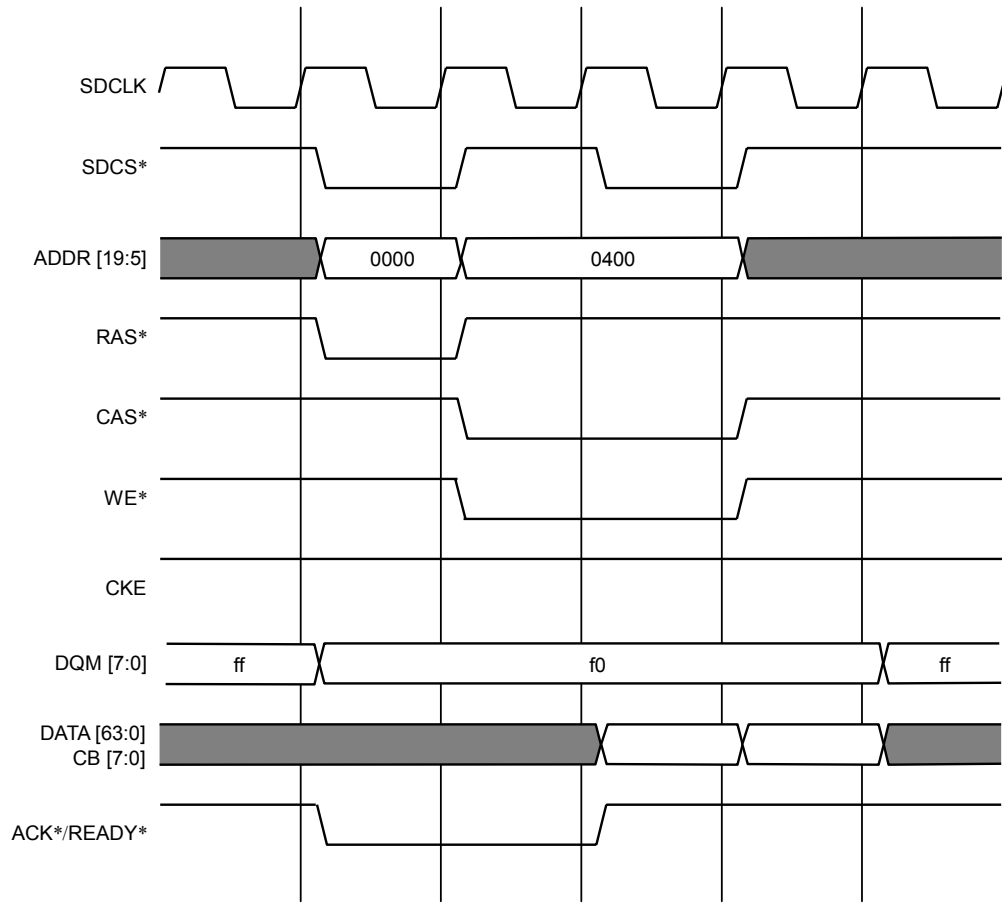 SDCLK
SDCS*
ADDR [19:5]
0000
0400
RAS*
CAS*
WE*
CKE
DQM [7:0]
ff
f0
ff
DATA [63:0]
CB [7:0]
ACK*/READY*